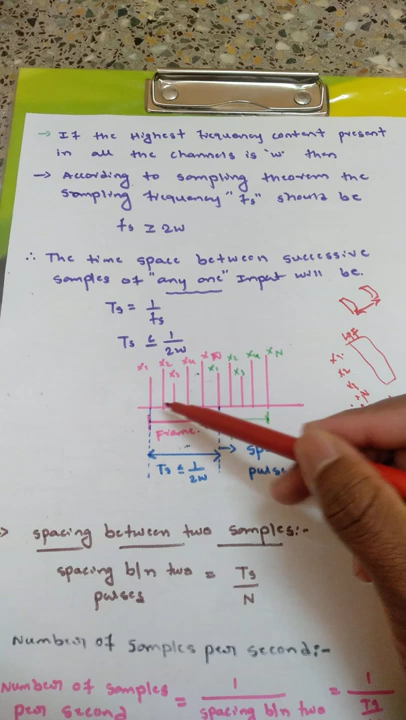 → If the Highest frequency content present
in all the channels is "w" then
→ According to sampling theorem the
sampling frequency "fs" should be
fs ≥ 2w
∴ The time space between successive
samples of "any one" Input will be.
Ts = 1/fs
Ts ≤ 1/2w
x1 x2 x3 x4 xN x1 x2 x3 x4 xN
Frame
Ts ≤ 1/2w
pulse
→ spacing between two samples:-
spacing b/n two pulses = Ts/N
Number of Samples per second:-
Number of samples per second = 1/spacing b/n two = 1/Ts